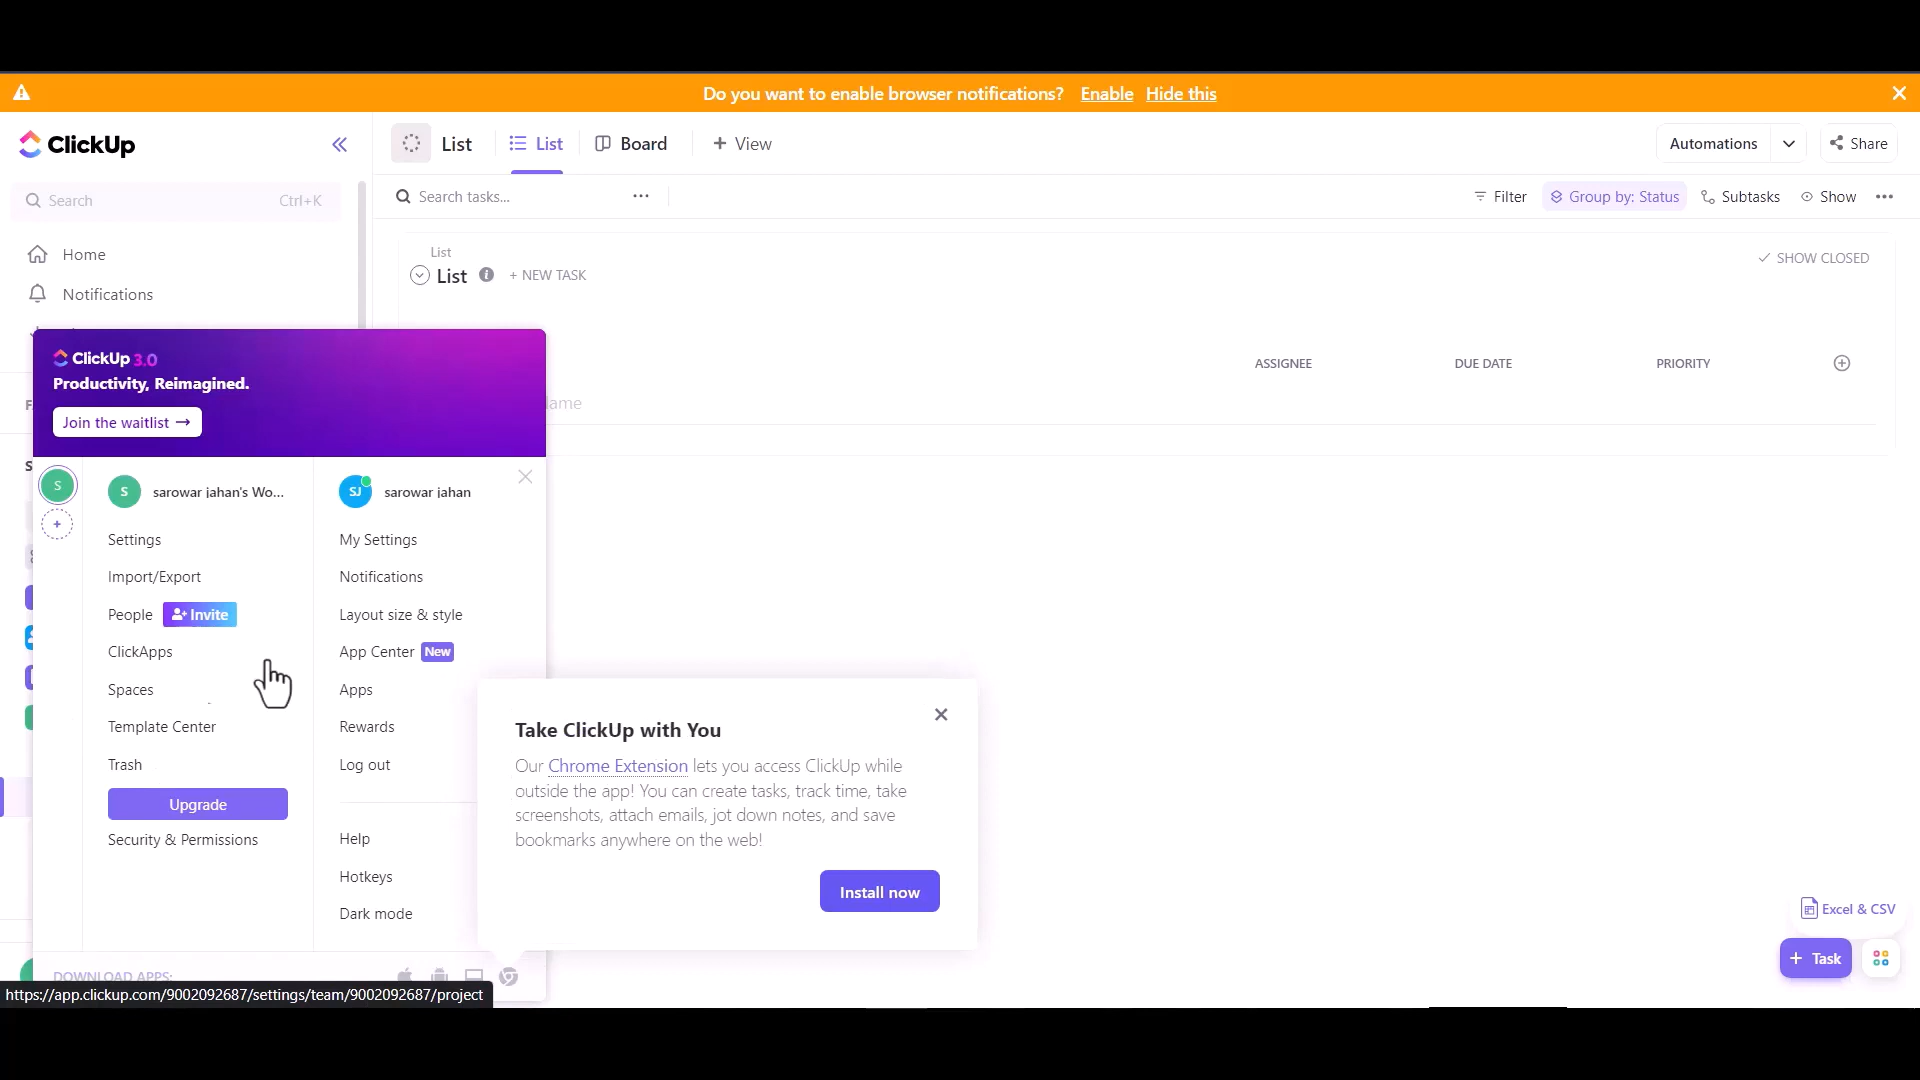 Do you want to enable browser notifications? Enable Hide this
ClickUp
List
List
Board
+ View
Automations
Share
Search Ctrl+K
Search tasks...
Filter
Group by: Status
Subtasks
Show
Home
Notifications
List
List + NEW TASK
SHOW CLOSED
ASSIGNEE DUE DATE PRIORITY
ClickUp 3.0
Productivity, Reimagined.
Join the waitlist →
S
S
sarowar jahan's Wo...
Settings
Import/Export
People
Invite
ClickApps
Spaces
Template Center
Trash
Upgrade
Security & Permissions
SJ
sarowar jahan
My Settings
Notifications
Layout size & style
App Center New
Apps
Rewards
Log out
Help
Hotkeys
Dark mode
Take ClickUp with You
Our Chrome Extension lets you access ClickUp while
outside the app! You can create tasks, track time, take
screenshots, attach emails, jot down notes, and save
bookmarks anywhere on the web!
Install now
Excel & CSV
+ Task
DOWNLOAD APPS:
https://app.clickup.com/9002092687/settings/team/9002092687/project